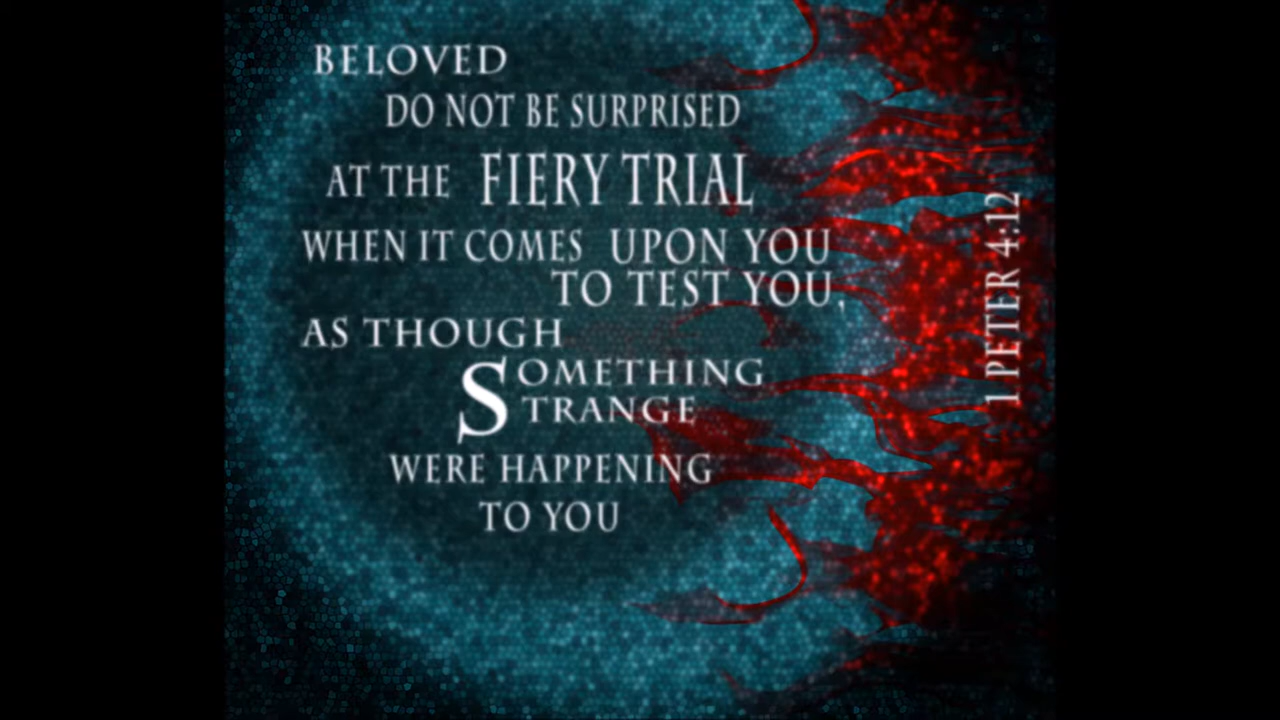 BELOVED
DO NOT BE SURPRISED
AT THE FIERY TRIAL
WHEN IT COMES UPON YOU
TO TEST YOU,
AS THOUGH
SOMETHING
STRANGE
WERE HAPPENING
TO YOU
1 PETER 4:12